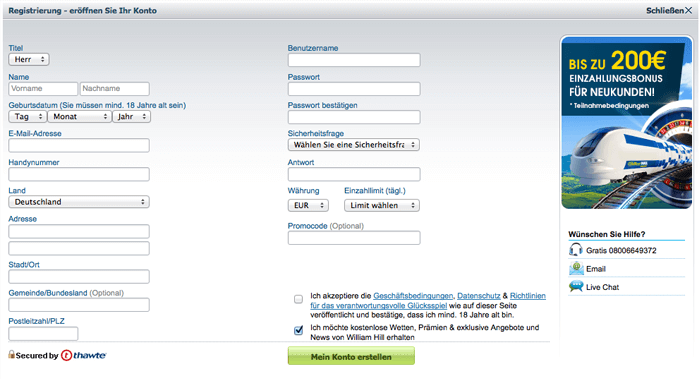 Registrierung - eröffnen Sie Ihr Konto
Schließen X
Titel
Herr
Name
Vorname Nachname
Geburtsdatum (Sie müssen mind. 18 Jahre alt sein)
Tag Monat Jahr
E-Mail-Adresse
Handynummer
Land
Deutschland
Adresse
Stadt/Ort
Gemeinde/Bundesland (Optional)
Postleitzahl/PLZ
Secured by thawte
Benutzername
Passwort
Passwort bestätigen
Sicherheitsfrage
Wählen Sie eine Sicherheitsfra
Antwort
Währung Einzahllimit (tägl.)
EUR Limit wählen
Promocode (Optional)
Ich akzeptiere die Geschäftsbedingungen, Datenschutz & Richtlinien
für das verantwortungsvolle Glücksspiel wie auf dieser Seite
veröffentlicht und bestätige, dass ich mind. 18 Jahre alt bin.
Ich möchte kostenlose Wetten, Prämien & exklusive Angebote und
News von William Hill erhalten
Mein Konto erstellen
BIS ZU 200€
EINZAHLUNGSBONUS
FÜR NEUKUNDEN!
* Teilnahmebedingungen
Wünschen Sie Hilfe?
Gratis 08006649372
Email
Live Chat